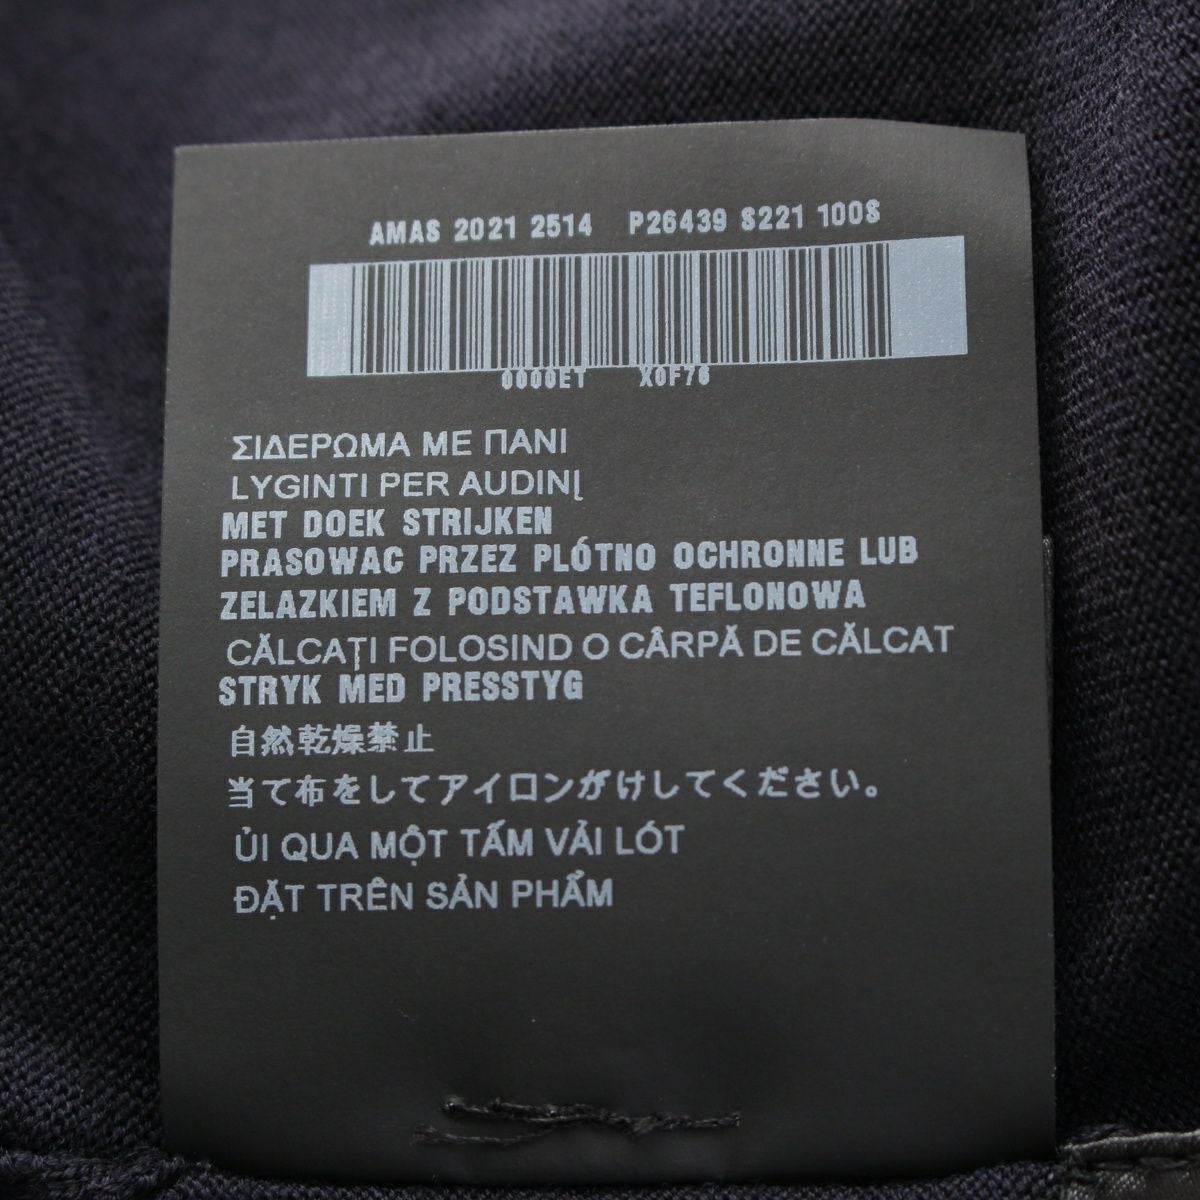 AMAS 2021 2514 P26439 S221 100S
0000ET X0F76
ΣΙΔΕΡΩΜΑ ΜΕ ΠΑΝΙ
LYGINTI PER AUDINĮ
MET DOEK STRIJKEN
PRASOWAC PRZEZ PLÓTNO OCHRONNE LUB
ZELAZKIEM Z PODSTAWKA TEFLONOWA
CĂLCAȚI FOLOSIND O CÂRPĂ DE CĂLCAT
STRYK MED PRESSTYG
自然乾燥禁止
当て布をしてアイロンがけしてください。
ỦI QUA MỘT TẤM VẢI LÓT
ĐẶT TRÊN SẢN PHẨM